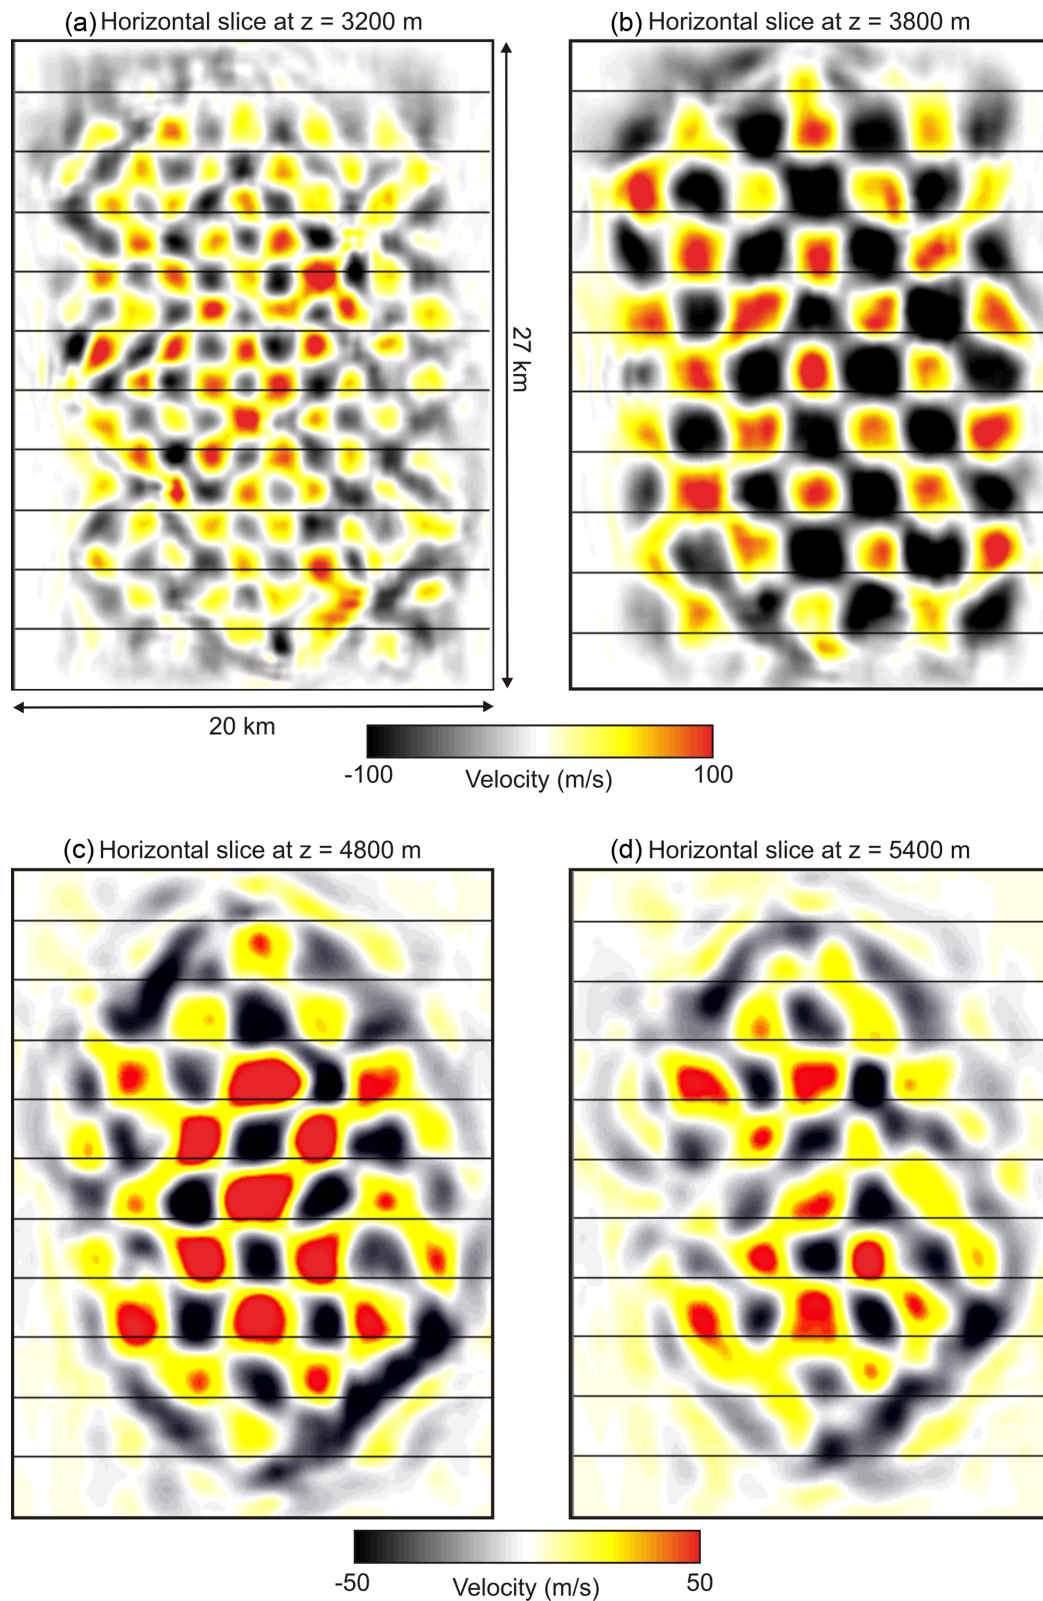 (a) Horizontal slice at z = 3200 m
(b) Horizontal slice at z = 3800 m
27 km
20 km
-100
100
Velocity (m/s)
(c) Horizontal slice at z = 4800 m
(d) Horizontal slice at z = 5400 m
-50
50
Velocity (m/s)